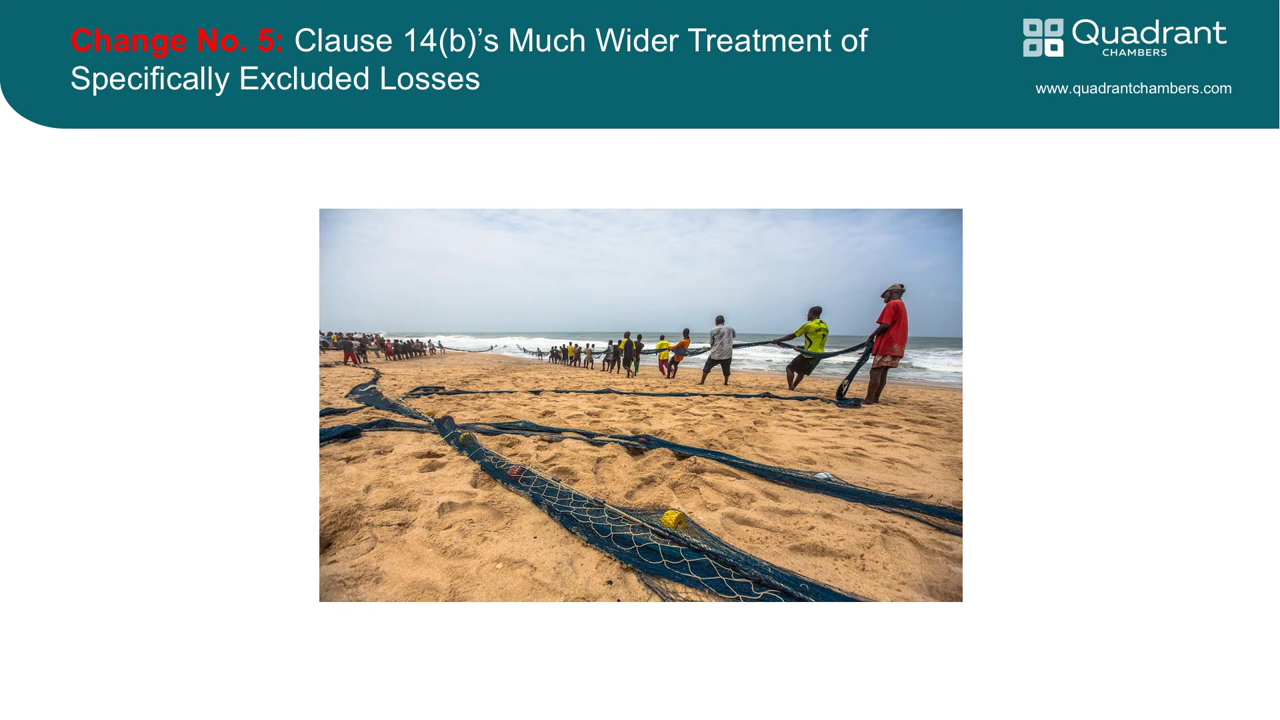 Change No. 5: Clause 14(b)’s Much Wider Treatment of
Specifically Excluded Losses
Quadrant
CHAMBERS
www.quadrantchambers.com